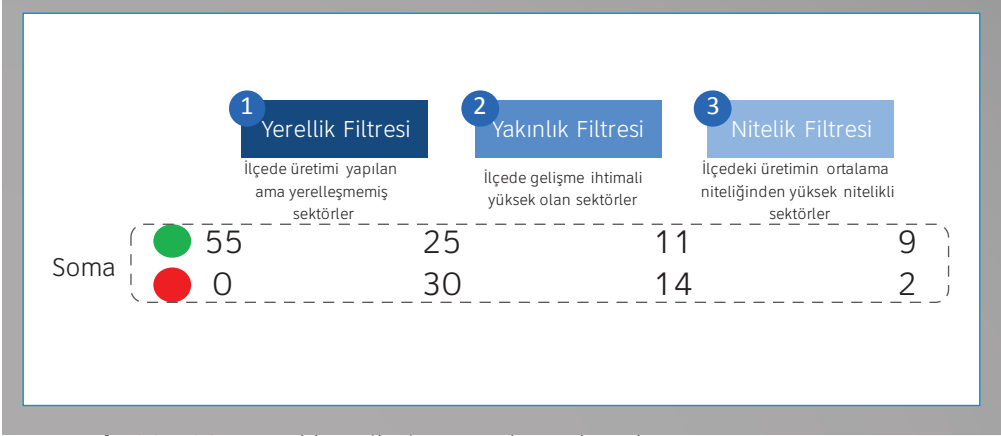 1
Yerellik Filtresi
İlçede üretimi yapılan
ama yerelleşmemiş
sektörler
2
Yakınlık Filtresi
İlçede gelişme ihtimali
yüksek olan sektörler
3
Nitelik Filtresi
İlçedeki üretimin ortalama
niteliğinden yüksek nitelikli
sektörler
Soma
55 25 11 9
0 30 14 2